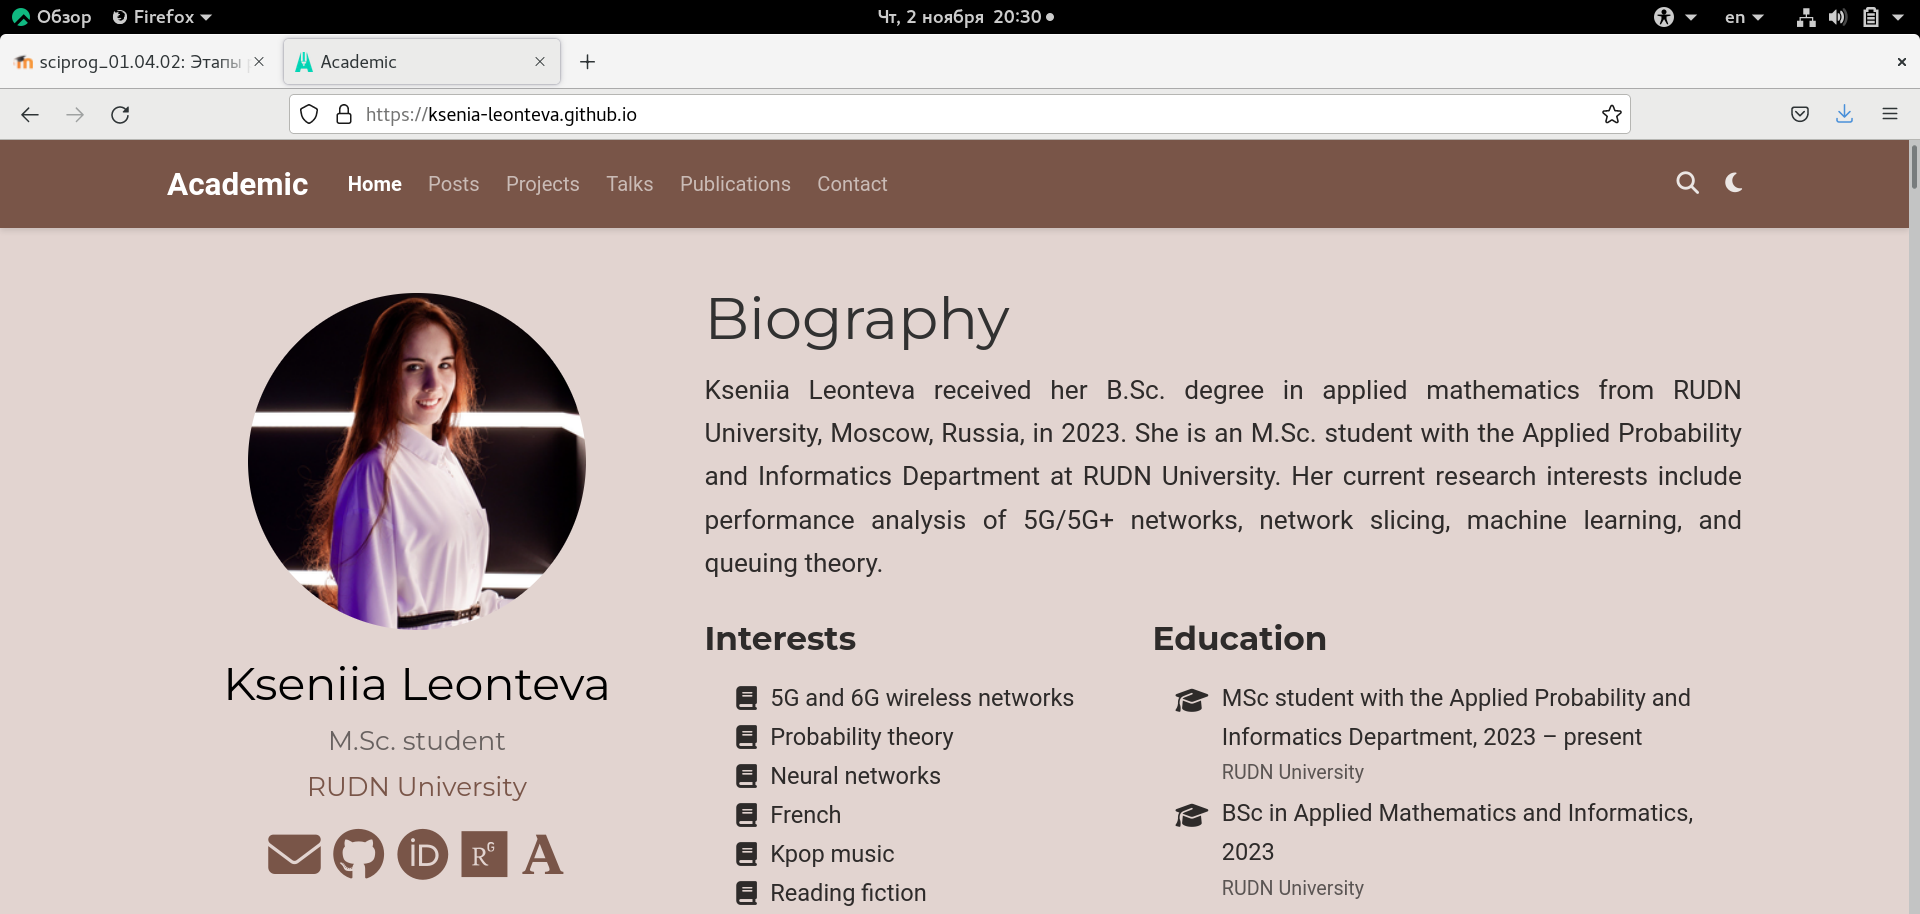 Обзор Firefox Чт, 2 ноября 20:30 en
sciprog_01.04.02: Этапы Academic
https://ksenia-leonteva.github.io
Academic Home Posts Projects Talks Publications Contact
Biography
Kseniia Leonteva received her B.Sc. degree in applied mathematics from RUDN
University, Moscow, Russia, in 2023. She is an M.Sc. student with the Applied Probability
and Informatics Department at RUDN University. Her current research interests include
performance analysis of 5G/5G+ networks, network slicing, machine learning, and
queuing theory.
Kseniia Leonteva
M.Sc. student
RUDN University
iD RG A
Interests
5G and 6G wireless networks
Probability theory
Neural networks
French
Kpop music
Reading fiction
Education
MSc student with the Applied Probability and
Informatics Department, 2023 – present
RUDN University
BSc in Applied Mathematics and Informatics,
2023
RUDN University